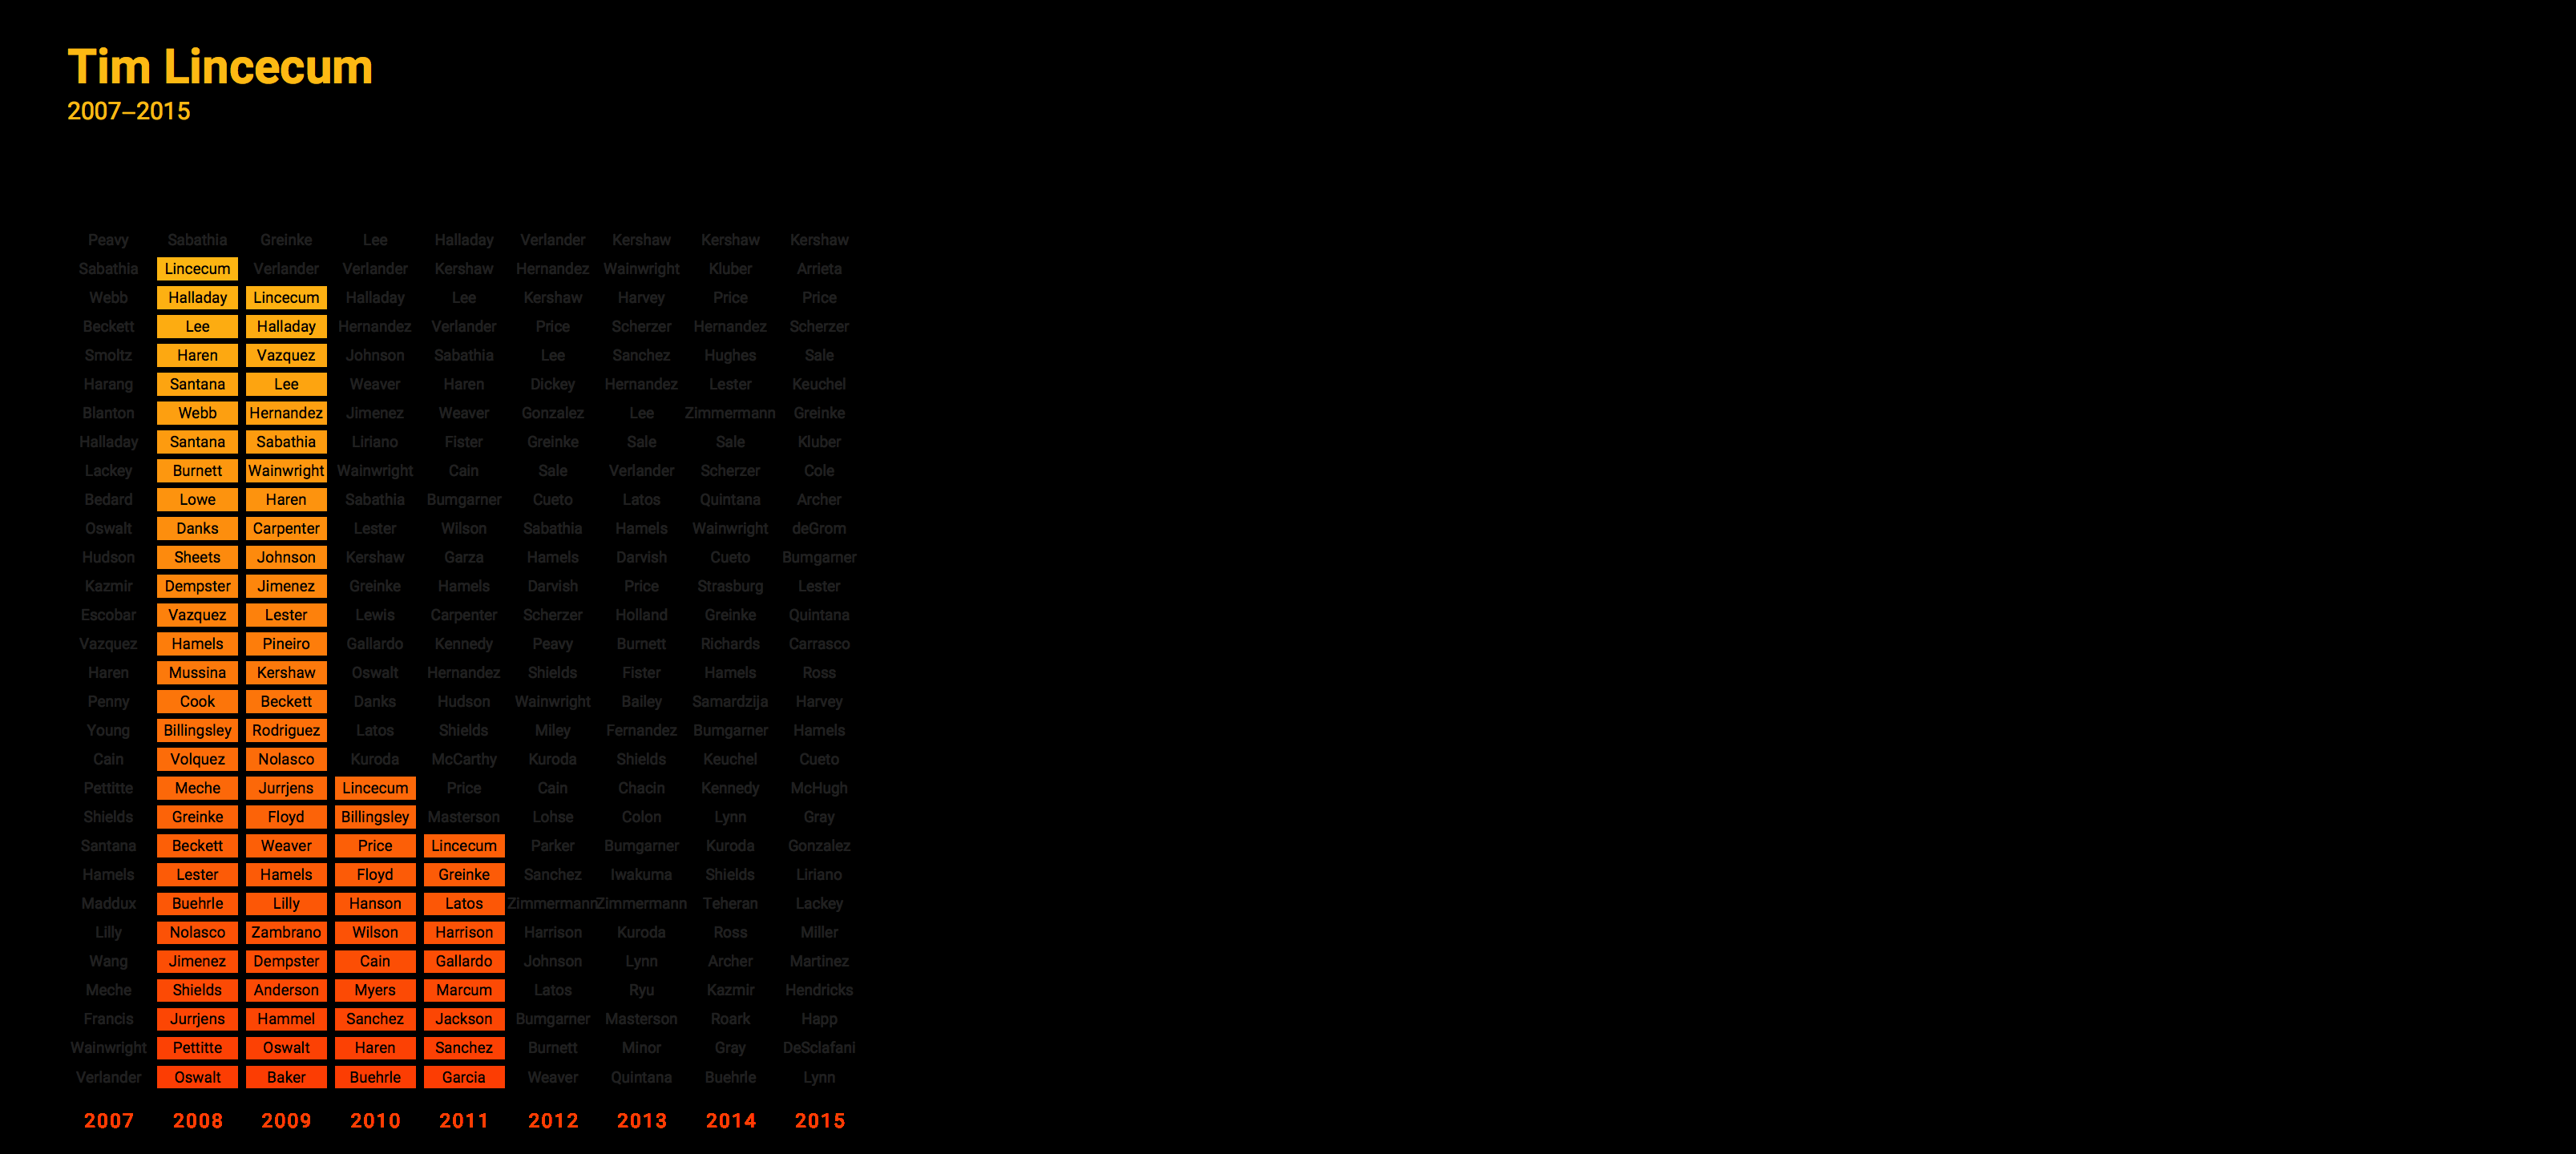 Tim Lincecum
2007–2015
Peavy Sabathia Greinke Lee Halladay Verlander Kershaw Kershaw Kershaw
Sabathia Lincecum Verlander Verlander Kershaw Hernandez Wainwright Kluber Arrieta
Webb Halladay Lincecum Halladay Lee Kershaw Harvey Price Price
Beckett Lee Halladay Hernandez Verlander Price Scherzer Hernandez Scherzer
Smoltz Haren Vazquez Johnson Sabathia Lee Sanchez Hughes Sale
Harang Santana Lee Weaver Haren Dickey Hernandez Lester Keuchel
Blanton Webb Hernandez Jimenez Weaver Gonzalez Lee Zimmermann Greinke
Halladay Santana Sabathia Liriano Fister Greinke Sale Sale Kluber
Lackey Burnett Wainwright Wainwright Cain Sale Verlander Scherzer Cole
Bedard Lowe Haren Sabathia Bumgarner Cueto Latos Quintana Archer
Oswalt Danks Carpenter Lester Wilson Sabathia Hamels Wainwright deGrom
Hudson Sheets Johnson Kershaw Garza Hamels Darvish Cueto Bumgarner
Kazmir Dempster Jimenez Greinke Hamels Darvish Price Strasburg Lester
Escobar Vazquez Lester Lewis Carpenter Scherzer Holland Greinke Quintana
Vazquez Hamels Pineiro Gallardo Kennedy Peavy Burnett Richards Carrasco
Haren Mussina Kershaw Oswalt Hernandez Shields Fister Hamels Ross
Penny Cook Beckett Danks Hudson Wainwright Bailey Samardzija Harvey
Young Billingsley Rodriguez Latos Shields Miley Fernandez Bumgarner Hamels
Cain Volquez Nolasco Kuroda McCarthy Kuroda Shields Keuchel Cueto
Pettitte Meche Jurrjens Lincecum Price Cain Chacin Kennedy McHugh
Shields Greinke Floyd Billingsley Masterson Lohse Colon Lynn Gray
Santana Beckett Weaver Price Lincecum Parker Bumgarner Kuroda Gonzalez
Hamels Lester Hamels Floyd Greinke Sanchez Iwakuma Shields Liriano
Maddux Buehrle Lilly Hanson Latos Zimmermann Zimmermann Teheran Lackey
Lilly Nolasco Zambrano Wilson Harrison Harrison Kuroda Ross Miller
Wang Jimenez Dempster Cain Gallardo Johnson Lynn Archer Martinez
Meche Shields Anderson Myers Marcum Latos Ryu Kazmir Hendricks
Francis Jurrjens Hammel Sanchez Jackson Bumgarner Masterson Roark Happ
Wainwright Pettitte Oswalt Haren Sanchez Burnett Minor Gray DeSclafani
Verlander Oswalt Baker Buehrle Garcia Weaver Quintana Buehrle Lynn
2007 2008 2009 2010 2011 2012 2013 2014 2015